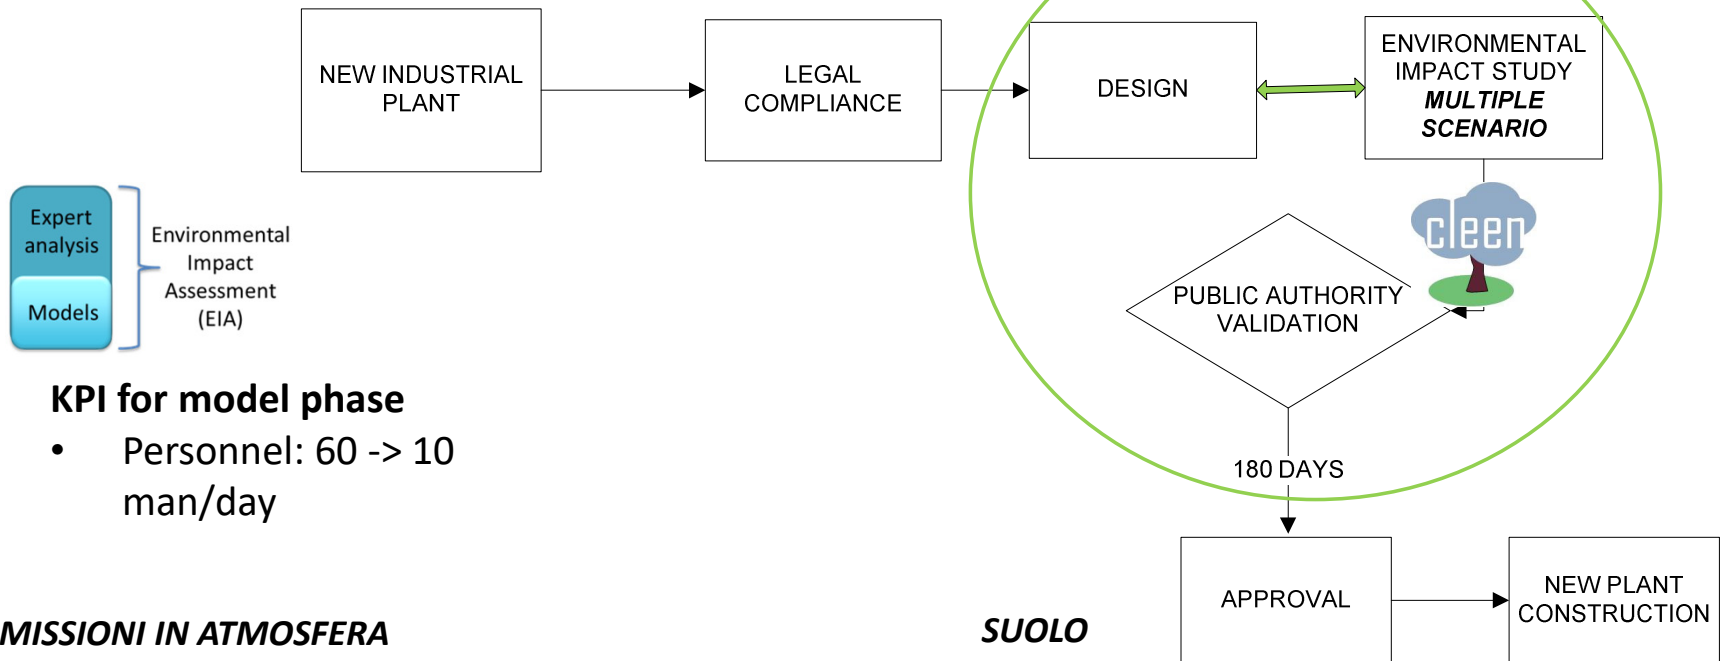 NEW INDUSTRIAL
PLANT
LEGAL
COMPLIANCE
DESIGN
ENVIRONMENTAL
IMPACT STUDY
MULTIPLE
SCENARIO
Expert
analysis
Models
Environmental
Impact
Assessment
(EIA)
cleen
PUBLIC AUTHORITY
VALIDATION
KPI for model phase
• Personnel: 60 -> 10
man/day
180 DAYS
APPROVAL
NEW PLANT
CONSTRUCTION
MISSIONI IN ATMOSFERA
SUOLO